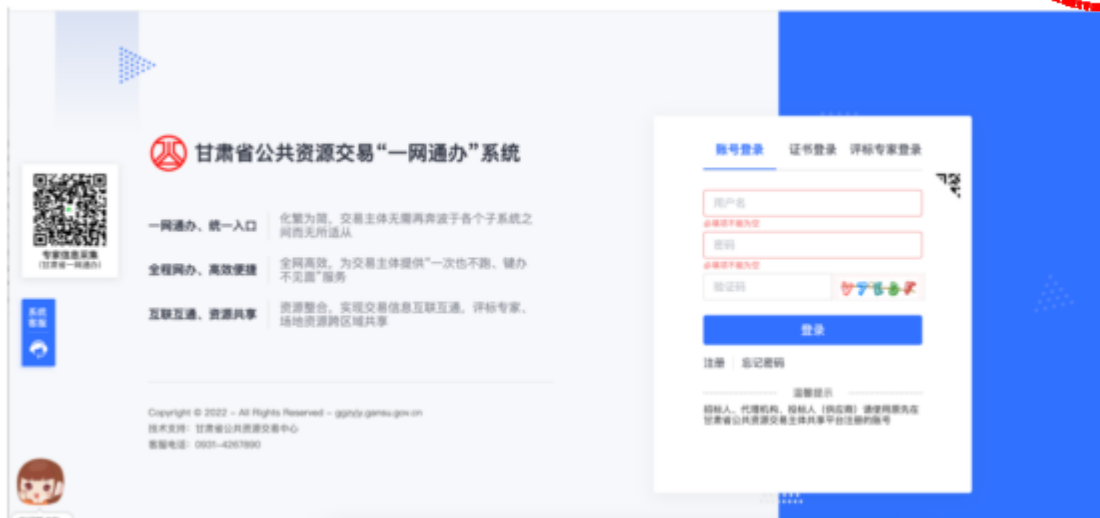 甘肃省公共资源交易“一网通办”系统
一网通办、统一入口
化繁为简，交易主体无需再奔波于各个子系统之
间而无所适从
全程网办、高效便捷
全网高效，为交易主体提供“一次也不跑、键办
不见面”服务
互联互通、资源共享
资源整合，实现交易信息互联互通，评标专家、
场地资源跨区域共享
Copyright © 2022 - All Rights Reserved - ggzyjy.gansu.gov.cn
技术支持：甘肃省公共资源交易中心
客服电话：0931-4267890
专家信息采集
(甘肃省一网通办)
系统
客服
账号登录 证书登录 评标专家登录
用户名
必填项不能为空
密码
必填项不能为空
验证码
登录
注册 忘记密码
温馨提示
招标人、代理机构、投标人（供应商）请使用原先在
甘肃省公共资源交易主体共享平台注册的账号